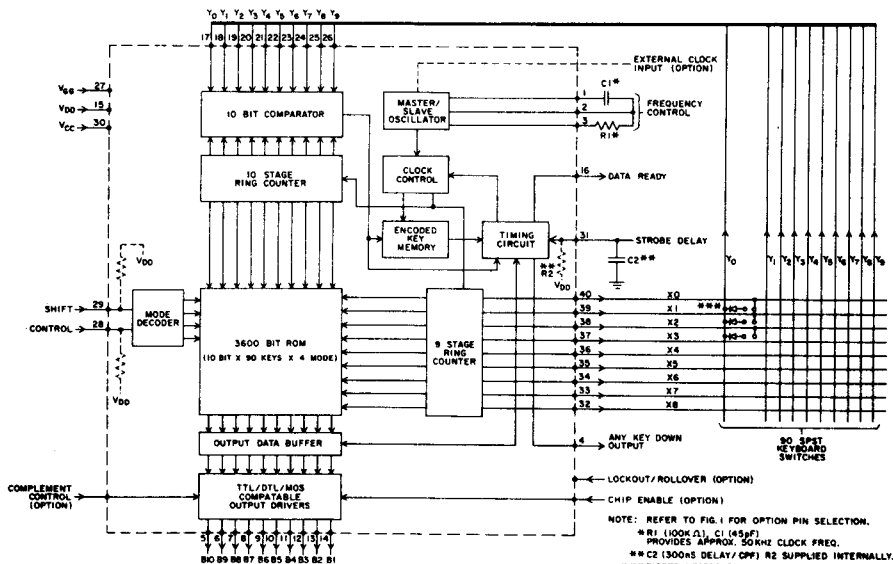 Y0 Y1 Y2 Y3 Y4 Y5 Y6 Y7 Y8 Y9
17 18 19 20 21 22 23 24 25 26
EXTERNAL CLOCK
INPUT (OPTION)
VGG 27
VDD 15
VCC 30
10 BIT COMPARATOR
MASTER/
SLAVE
OSCILLATOR
1
2
3
C1*
R1*
FREQUENCY
CONTROL
10 STAGE
RING COUNTER
CLOCK
CONTROL
16 DATA READY
ENCODED
KEY
MEMORY
TIMING
CIRCUIT
31 STROBE DELAY
**
R2
VDD
C2**
Y0 Y1 Y2 Y3 Y4 Y5 Y6 Y7 Y8 Y9
VDD
SHIFT 29
CONTROL 28
VDD
MODE
DECODER
3600 BIT ROM
(10 BIT X 90 KEYS X 4 MODE)
9 STAGE
RING
COUNTER
40 X0
39 X1 ***
38 X2
37 X3
36 X4
35 X5
34 X6
33 X7
32 X8
OUTPUT DATA BUFFER
4 ANY KEY DOWN
OUTPUT
90 SPST
KEYBOARD
SWITCHES
COMPLEMENT
CONTROL
(OPTION)
TTL/DTL/MOS
COMPATABLE
OUTPUT DRIVERS
LOCKOUT/ROLLOVER (OPTION)
CHIP ENABLE (OPTION)
5 6 7 8 9 10 11 12 13 14
B10 B9 B8 B7 B6 B5 B4 B3 B2 B1
NOTE: REFER TO FIG. 1 FOR OPTION PIN SELECTION.
*R1 (100KΩ), C1 (45pF)
PROVIDES APPROX. 50KHZ CLOCK FREQ.
**C2 (300nS DELAY/CPF) R2 SUPPLIED INTERNALLY.